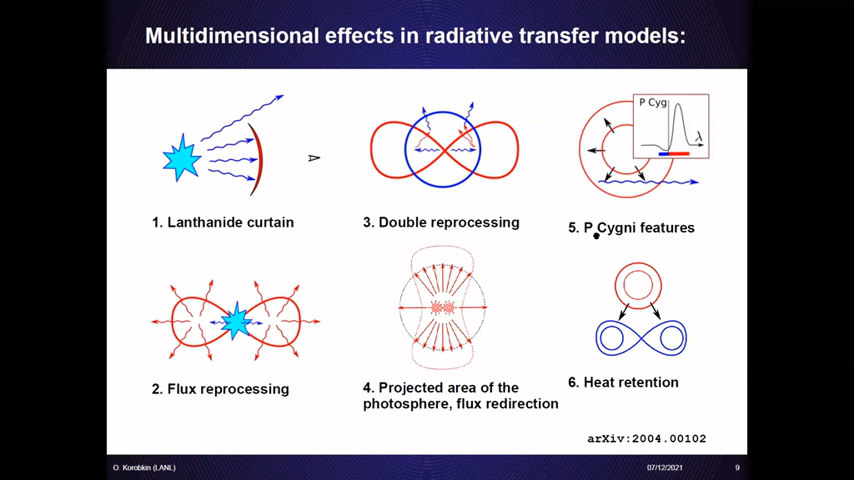 Multidimensional effects in radiative transfer models:
1. Lanthanide curtain
3. Double reprocessing
P Cyg
λ
5. P Cygni features
2. Flux reprocessing
4. Projected area of the
photosphere, flux redirection
6. Heat retention
arXiv:2004.00102
O. Korobkin (LANL)
07/12/2021
9